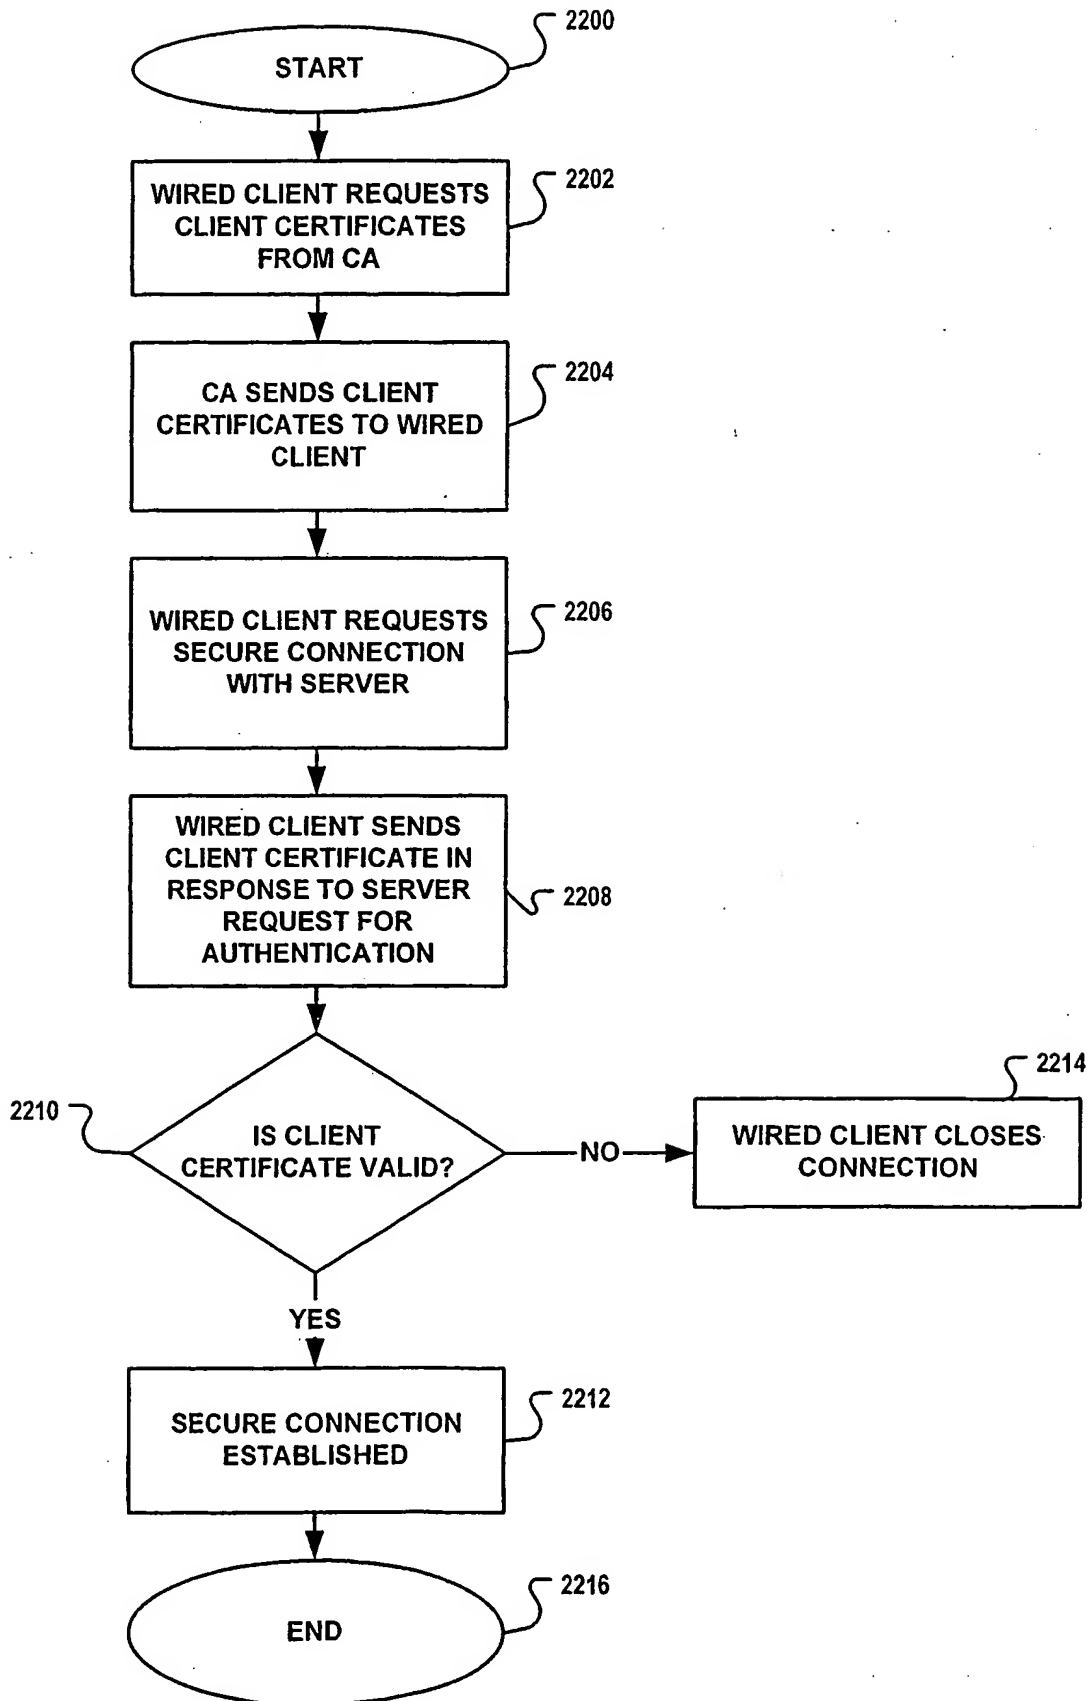 2200
START
2202
WIRED CLIENT REQUESTS
CLIENT CERTIFICATES
FROM CA
2204
CA SENDS CLIENT
CERTIFICATES TO WIRED
CLIENT
2206
WIRED CLIENT REQUESTS
SECURE CONNECTION
WITH SERVER
WIRED CLIENT SENDS
CLIENT CERTIFICATE IN
RESPONSE TO SERVER
REQUEST FOR
AUTHENTICATION
2208
2210
IS CLIENT
CERTIFICATE VALID?
NO
2214
WIRED CLIENT CLOSES
CONNECTION
YES
2212
SECURE CONNECTION
ESTABLISHED
2216
END